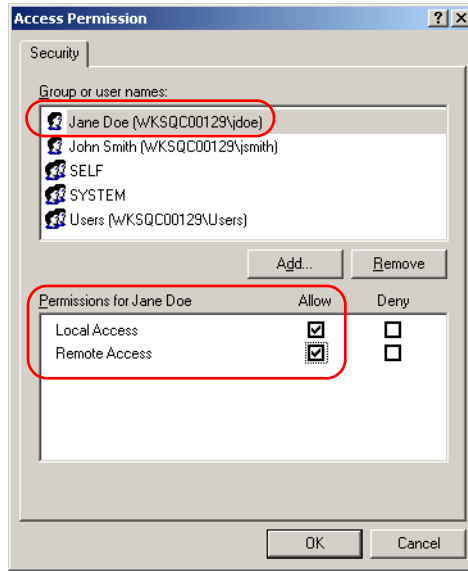 Access Permission
Security
Group or user names:
Jane Doe (WKSQC00129\jdoe)
John Smith (WKSQC00129\jsmith)
SELF
SYSTEM
Users (WKSQC00129\Users)
Add... Remove
Permissions for Jane Doe Allow Deny
Local Access
Remote Access
OK Cancel